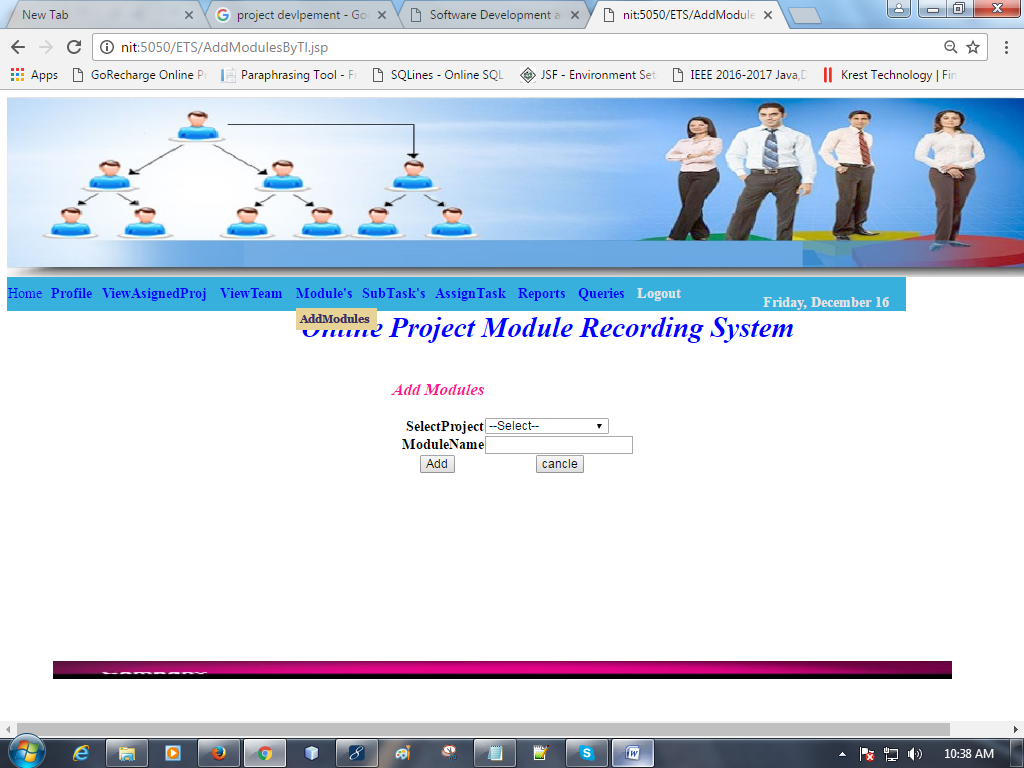 New Tab
project devlpement - Go
Software Development a
nit:5050/ETS/AddModule
nit:5050/ETS/AddModulesByTl.jsp
Apps
GoRecharge Online P
Paraphrasing Tool - F
SQLines - Online SQL
JSF - Environment Set
IEEE 2016-2017 Java,D
Krest Technology | Fin
Home Profile ViewAsignedProj ViewTeam Module's SubTask's AssignTask Reports Queries Logout
Friday, December 16
AddModules
Online Project Module Recording System
Add Modules
SelectProject --Select--
ModuleName
Add cancle
10:38 AM